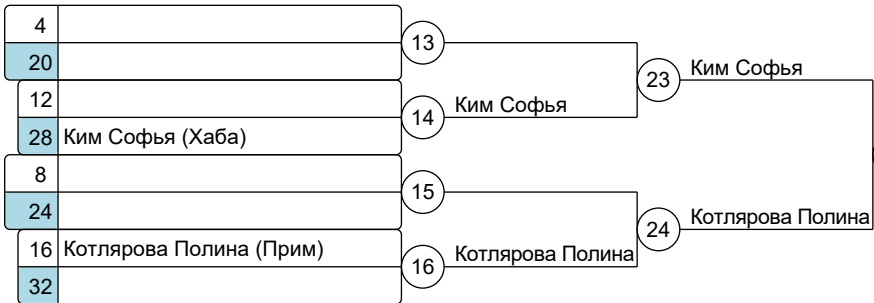 4
13
20
23 Ким Софья
12
14 Ким Софья
28 Ким Софья (Хаба)
8
15
24
24 Котлярова Полина
16 Котлярова Полина (Прим)
16 Котлярова Полина
32